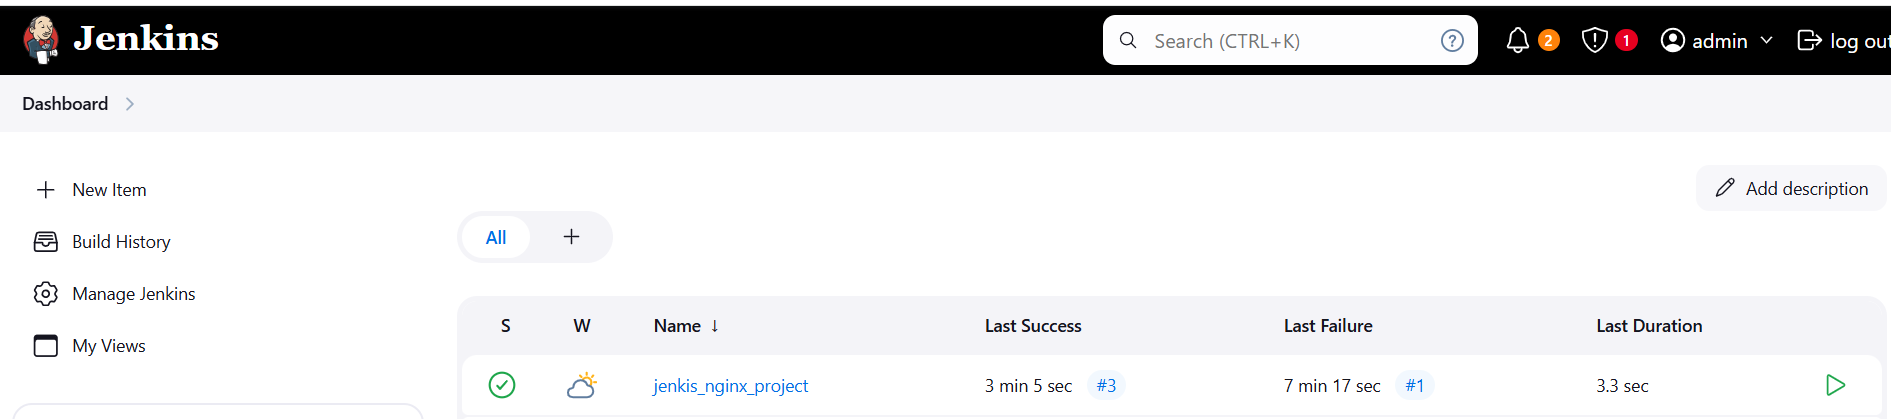 Jenkins
Search (CTRL+K)
2
1
admin
log out
Dashboard
New Item
Build History
Manage Jenkins
My Views
Add description
All
S W Name ↓ Last Success Last Failure Last Duration
jenkis_nginx_project 3 min 5 sec #3 7 min 17 sec #1 3.3 sec